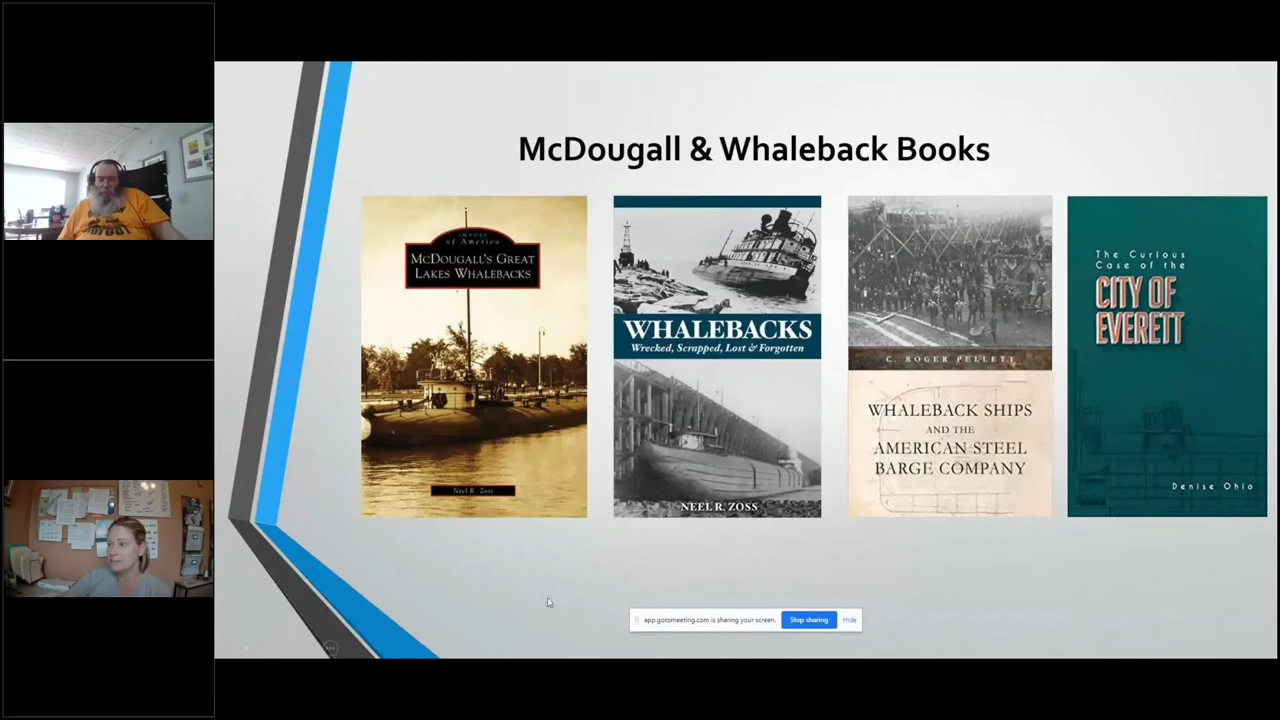 McDougall & Whaleback Books
IMAGES
of America
McDougall's Great
Lakes Whalebacks
Neel R. Zoss
WHALEBACKS
Wrecked, Scrapped, Lost & Forgotten
NEEL R. ZOSS
C. ROGER PELLETT
WHALEBACK SHIPS
AND THE
AMERICAN STEEL
BARGE COMPANY
The Curious
Case of the
CITY OF
EVERETT
Denise Ohio
app.gotomeeting.com is sharing your screen.
Stop sharing
Hide